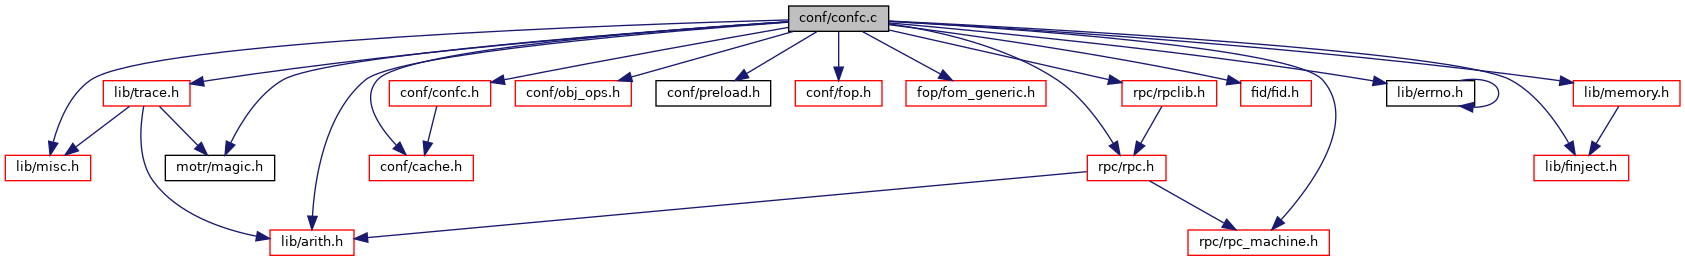 conf/confc.c
lib/trace.h
conf/confc.h
conf/obj_ops.h
conf/preload.h
conf/fop.h
fop/fom_generic.h
rpc/rpclib.h
fid/fid.h
lib/errno.h
lib/memory.h
lib/misc.h
motr/magic.h
conf/cache.h
rpc/rpc.h
lib/finject.h
lib/arith.h
rpc/rpc_machine.h